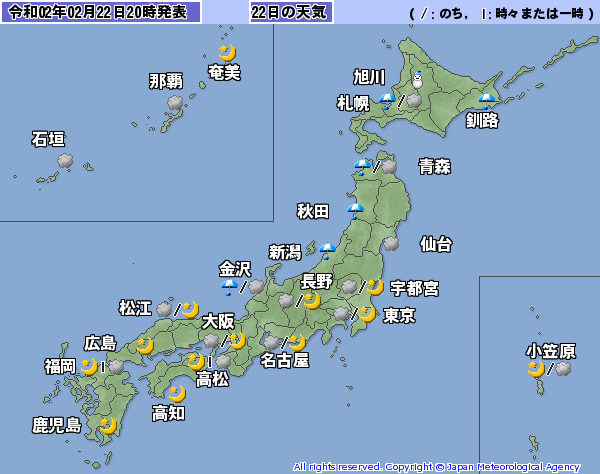 令和02年02月22日20時発表
22日の天気
( /: のち, |: 時々または一時 )
奄美
那覇
石垣
旭川
札幌
釧路
青森
秋田
仙台
新潟
金沢
長野
宇都宮
松江
大阪
東京
広島
名古屋
小笠原
福岡
高松
高知
鹿児島
All rights reserved. Copyright © Japan Meteorological Agency